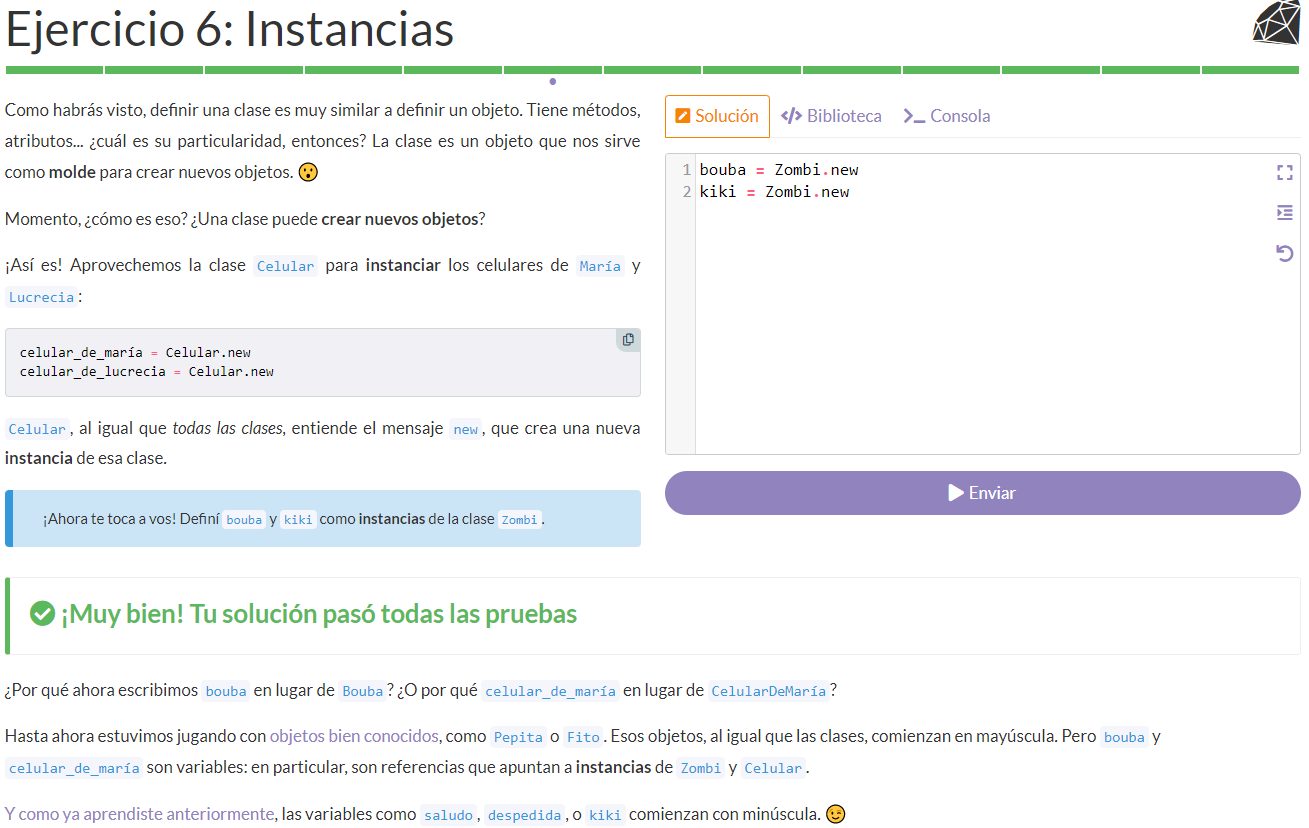 Ejercicio 6: Instancias
Como habrás visto, definir una clase es muy similar a definir un objeto. Tiene métodos,
atributos... ¿cuál es su particularidad, entonces? La clase es un objeto que nos sirve
como molde para crear nuevos objetos. 😮
Momento, ¿cómo es eso? ¿Una clase puede crear nuevos objetos?
¡Así es! Aprovechemos la clase Celular para instanciar los celulares de María y
Lucrecia:
celular_de_maría = Celular.new
celular_de_lucrecia = Celular.new
Celular, al igual que todas las clases, entiende el mensaje new, que crea una nueva
instancia de esa clase.
¡Ahora te toca a vos! Definí bouba y kiki como instancias de la clase Zombi.
Solución </> Biblioteca >_ Consola
1 bouba = Zombi.new
2 kiki = Zombi.new
Enviar
¡Muy bien! Tu solución pasó todas las pruebas
¿Por qué ahora escribimos bouba en lugar de Bouba? ¿O por qué celular_de_maría en lugar de CelularDeMaría?
Hasta ahora estuvimos jugando con objetos bien conocidos, como Pepita o Fito. Esos objetos, al igual que las clases, comienzan en mayúscula. Pero bouba y
celular_de_maría son variables: en particular, son referencias que apuntan a instancias de Zombi y Celular.
Y como ya aprendiste anteriormente, las variables como saludo, despedida, o kiki comienzan con minúscula. 😉